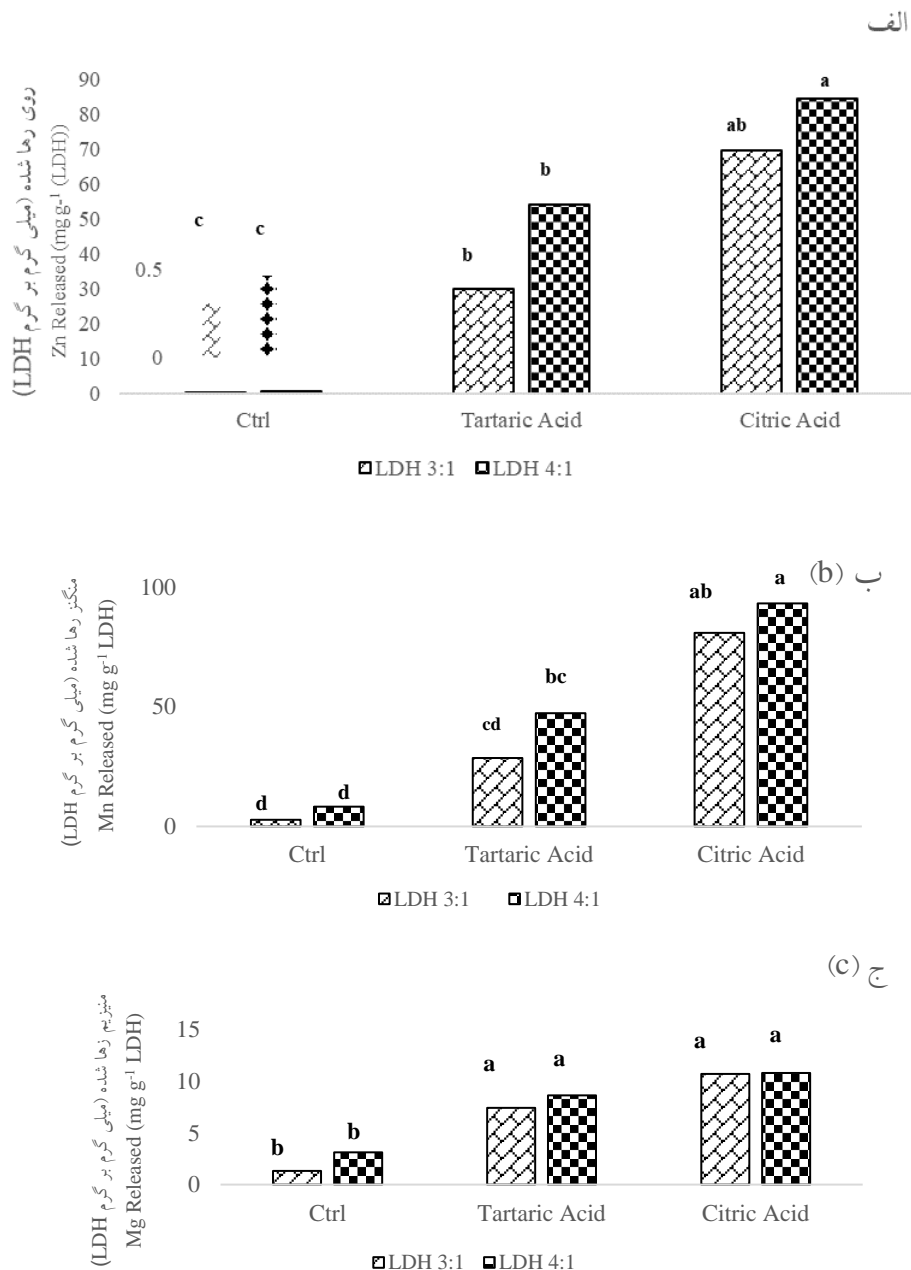 الف
روی رها شده (میلی گرم بر گرم LDH)
Zn Released (mg g-1 (LDH))
90
80
70
60
50
40
30
20
10
0
0.5
0
c
c
b
b
ab
a
Ctrl
Tartaric Acid
Citric Acid
LDH 3:1
LDH 4:1
ب (b)
منگنز رها شده (میلی گرم بر گرم LDH)
Mn Released (mg g-1 LDH)
100
50
0
d
d
cd
bc
ab
a
Ctrl
Tartaric Acid
Citric Acid
LDH 3:1
LDH 4:1
ج (c)
منیزیم رها شده (میلی گرم بر گرم LDH)
Mg Released (mg g-1 LDH)
15
10
5
0
b
b
a
a
a
a
Ctrl
Tartaric Acid
Citric Acid
LDH 3:1
LDH 4:1